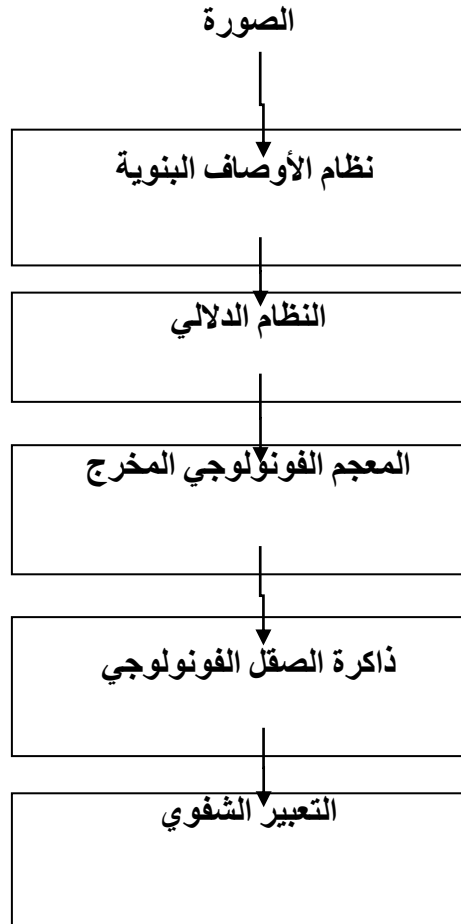 الصورة
نظام الأوصاف البنوية
النظام الدلالي
المعجم الفونولوجي المخرج
ذاكرة الصقل الفونولوجي
التعبير الشفوي